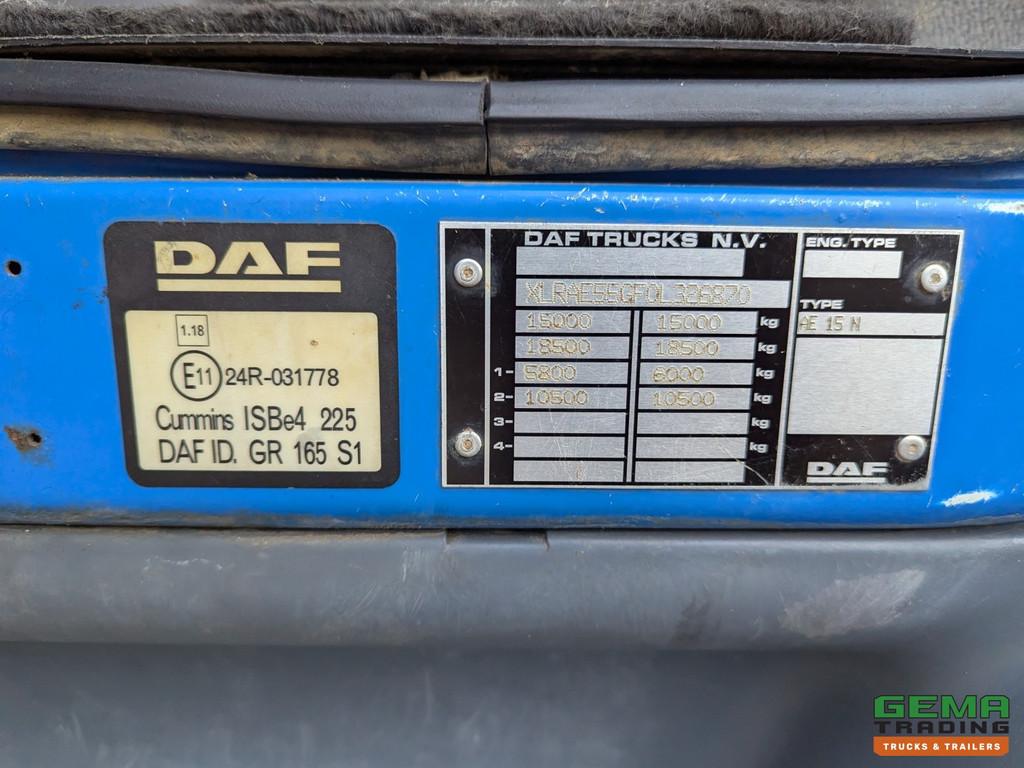 DAF
1.18
E11 24R-031778
Cummins ISBe4 225
DAF ID. GR 165 S1
DAF TRUCKS N.V.
XLRAE55GF0L326870
15000 15000 kg
18500 18500 kg
1- 5800 6000 kg
2- 10500 10500 kg
3- kg
4- kg
ENG. TYPE
TYPE
AE 15 N
DAF
GEMA
TRADING
TRUCKS & TRAILERS